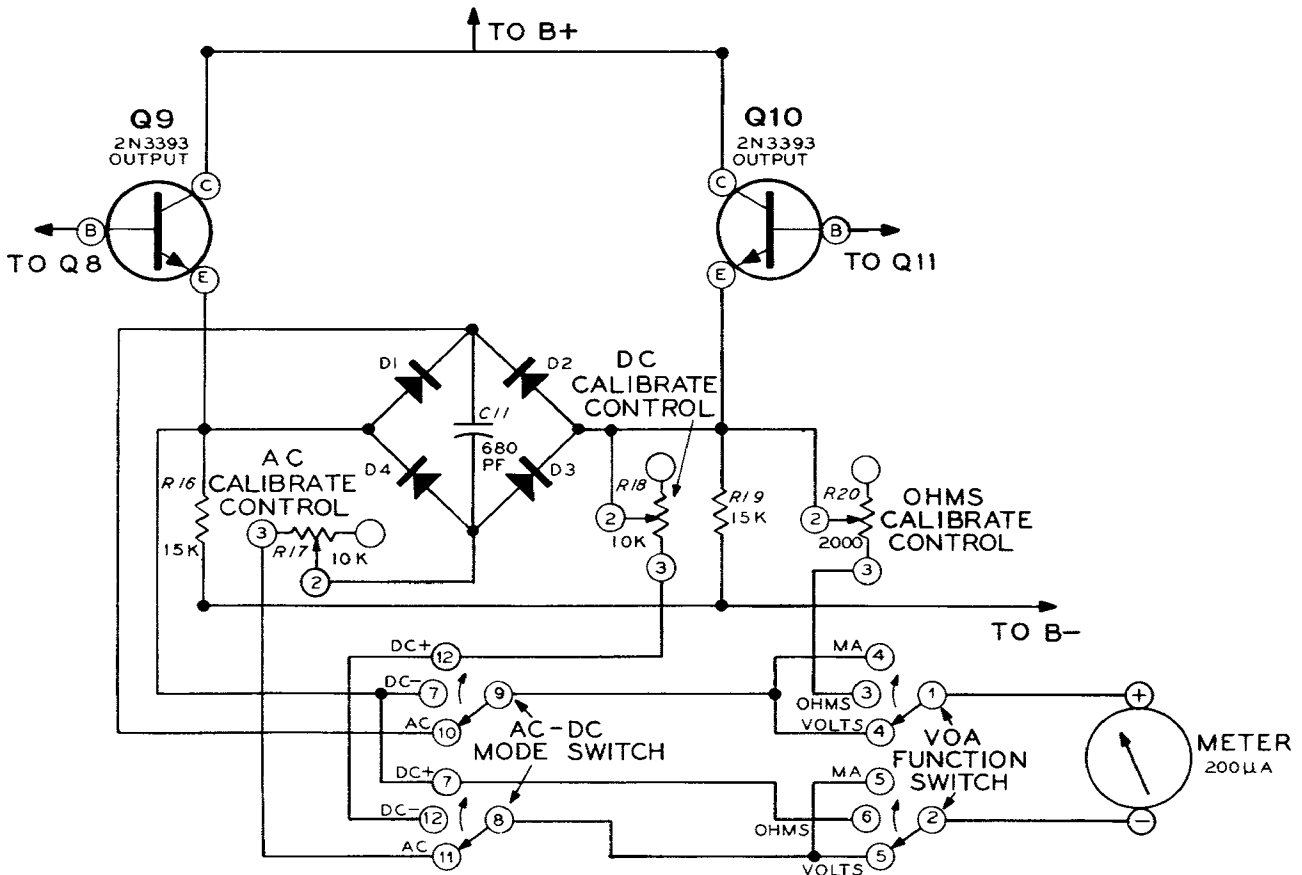 TO B+
Q9
2N3393
OUTPUT
Q10
2N3393
OUTPUT
C
C
B
B
TO Q8
TO Q11
E
E
D1
D2
DC
CALIBRATE
CONTROL
C11
680
PF
D4
D3
AC
CALIBRATE
CONTROL
R16
15K
3
R17
10K
2
R18
2
10K
3
R19
15K
R20
2
2000
3
OHMS
CALIBRATE
CONTROL
TO B-
DC+
12
DC-
7
9
AC
10
AC-DC
MODE SWITCH
DC+
7
DC-
12
8
AC
11
MA
4
3
OHMS
1
VOLTS
4
VOA
FUNCTION
SWITCH
MA
5
6
OHMS
2
VOLTS
5
+
METER
200µA
−